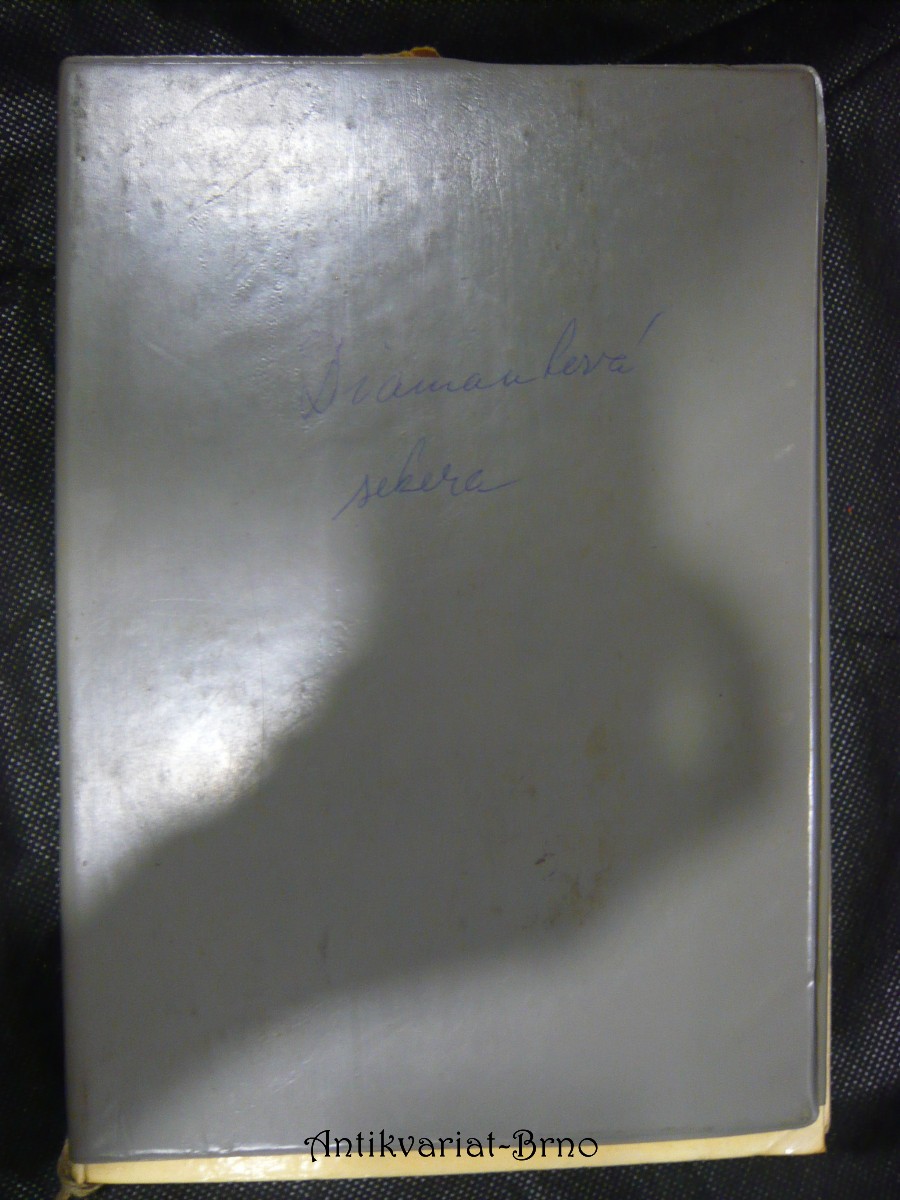 Diamantová
sekera
Antikvariat-Brno